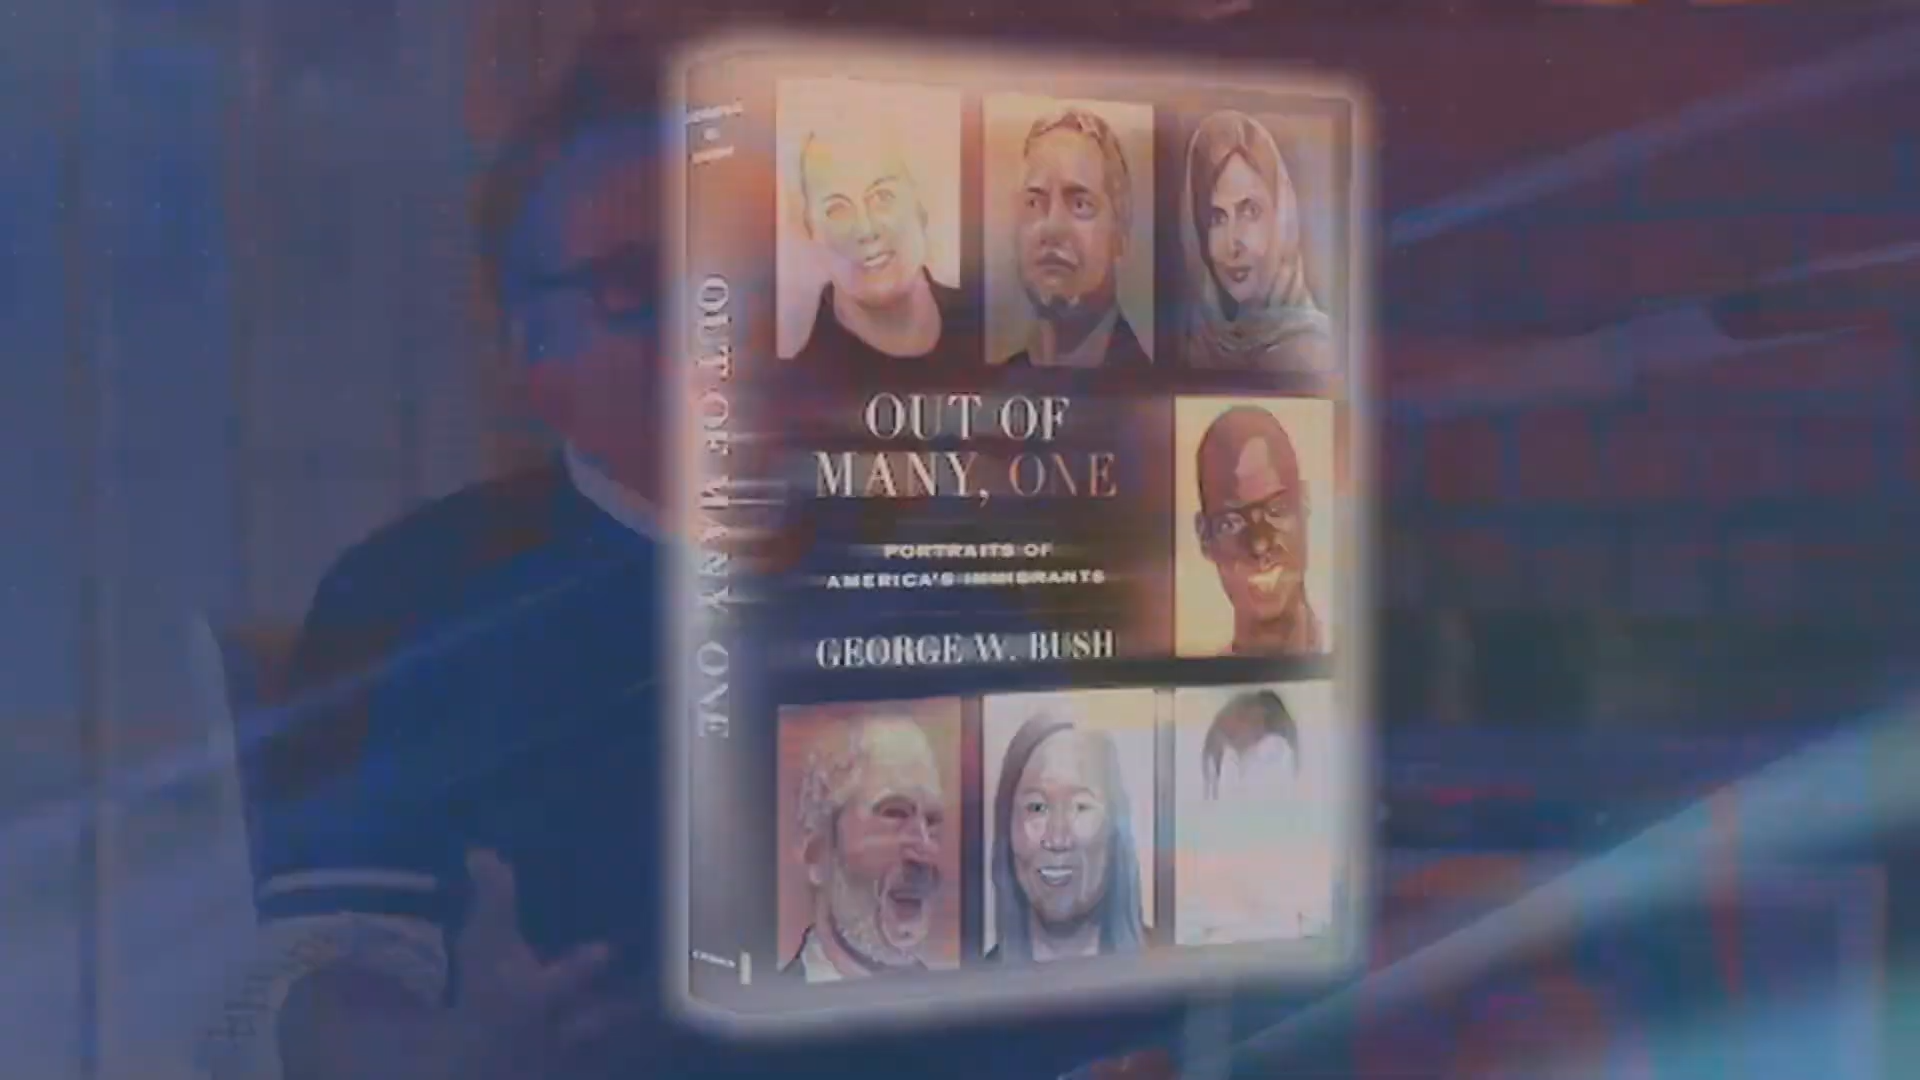 OUT OF MANY, ONE
OUT OF
MANY, ONE
PORTRAITS OF
AMERICA'S IMMIGRANTS
GEORGE W. BUSH